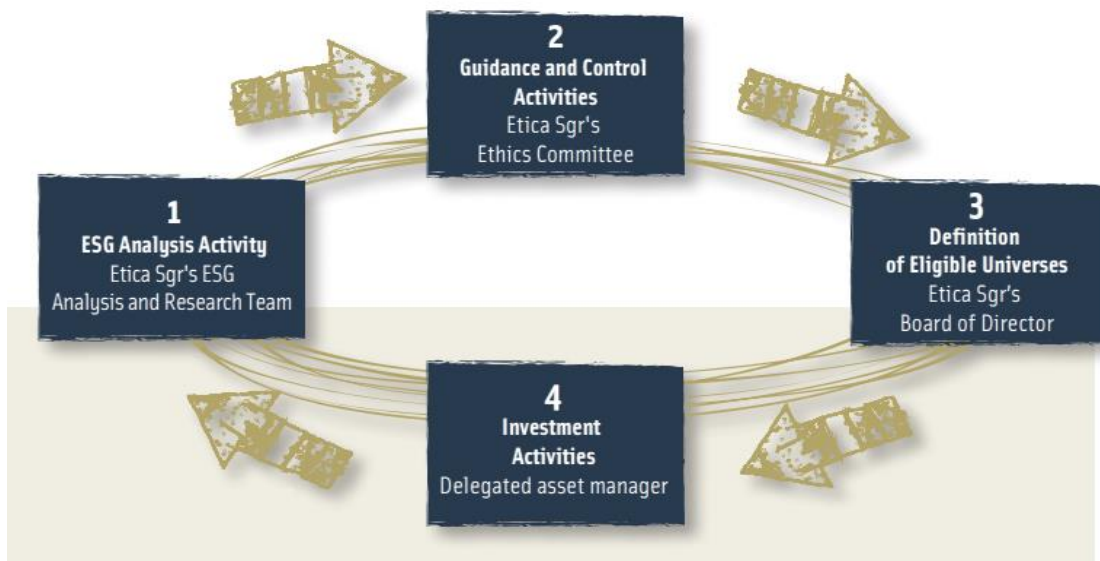 1
ESG Analysis Activity
Etica Sgr's ESG
Analysis and Research Team
2
Guidance and Control
Activities
Etica Sgr's
Ethics Committee
3
Definition
of Eligible Universes
Etica Sgr's
Board of Director
4
Investment
Activities
Delegated asset manager